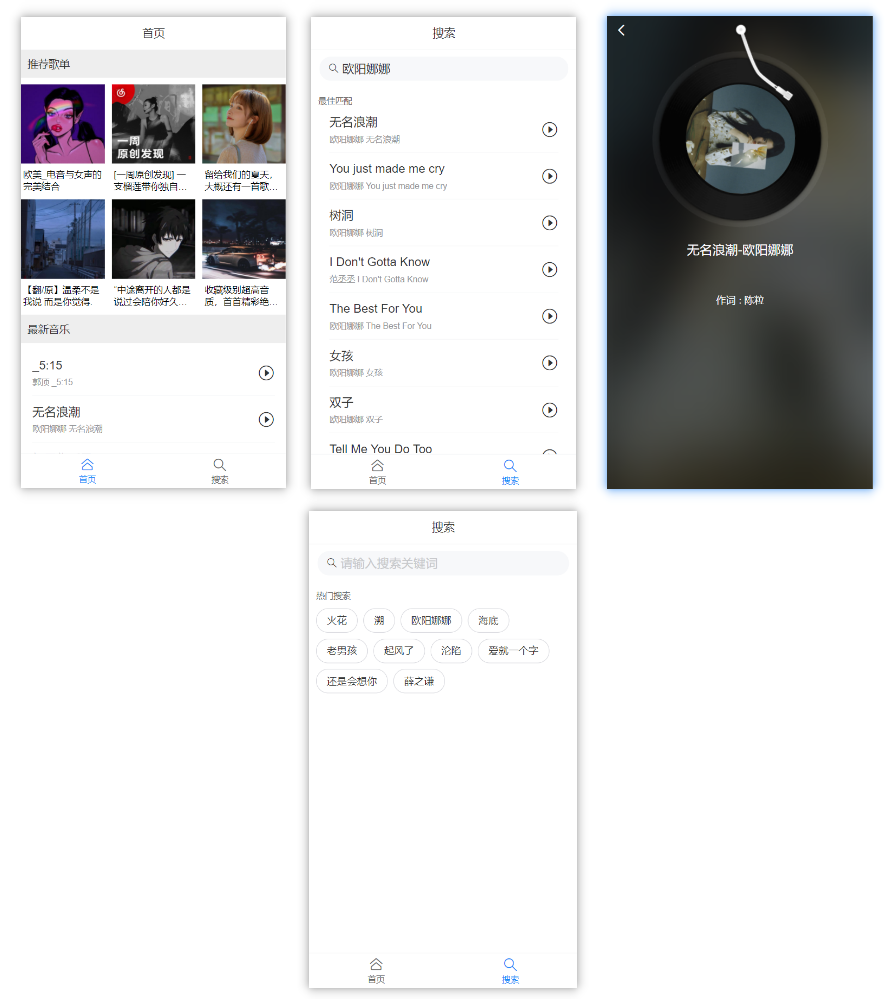 首页
推荐歌单
一周
原创发现
欧美_电音与女声的
完美结合
[一周原创发现] 一
支榴莲带你独自...
留给我们的夏天，
大概还有一首歌...
【翻/原】温柔不是
我说 而是你觉得.
“中途离开的人都是
说过会陪你好久...
收藏级别超高音
质，首首精彩绝...
最新音乐
_5:15
郭顶 _5:15
无名浪潮
欧阳娜娜 无名浪潮
首页
搜索
搜索
欧阳娜娜
最佳匹配
无名浪潮
欧阳娜娜 无名浪潮
You just made me cry
欧阳娜娜 You just made me cry
树洞
欧阳娜娜 树洞
I Don't Gotta Know
范丞丞 I Don't Gotta Know
The Best For You
欧阳娜娜 The Best For You
女孩
欧阳娜娜 女孩
双子
欧阳娜娜 双子
Tell Me You Do Too
首页
搜索
无名浪潮-欧阳娜娜
作词 : 陈粒
搜索
请输入搜索关键词
热门搜索
火花
溯
欧阳娜娜
海底
老男孩
起风了
沦陷
爱就一个字
还是会想你
薛之谦
首页
搜索